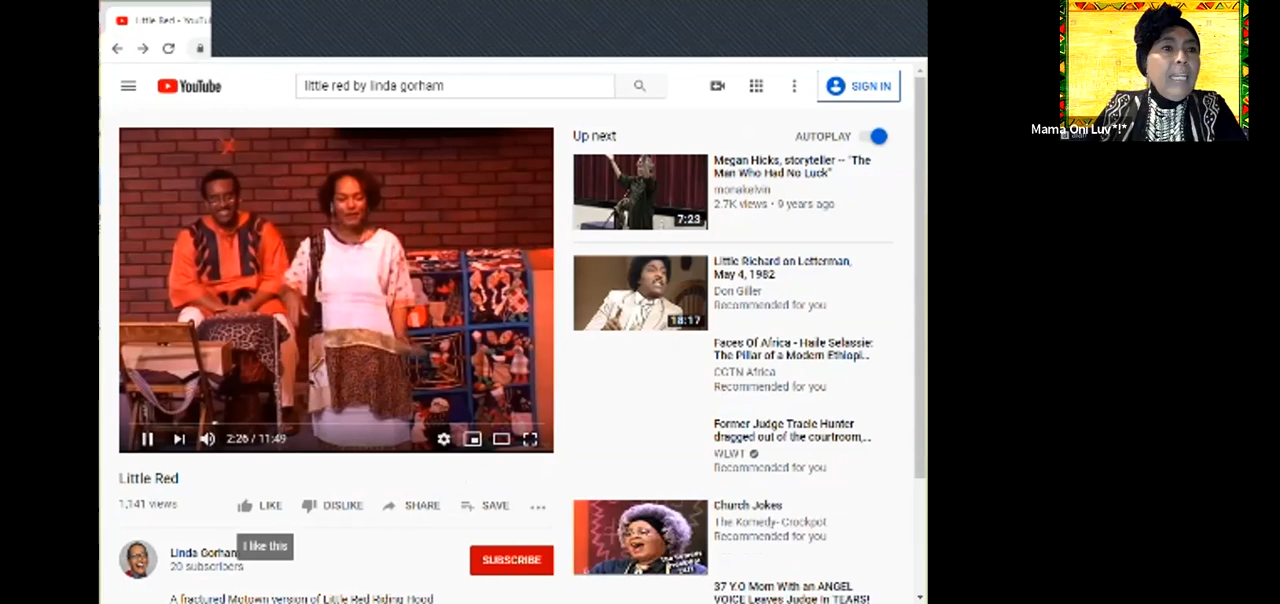 Little Red - YouTu
YouTube
little red by linda gorham
SIGN IN
Up next
AUTOPLAY
Megan Hicks, storyteller -- "The
Man Who Had No Luck"
monakelvin
2.7K views • 9 years ago
7:23
Little Richard on Letterman,
May 4, 1982
Don Giller
Recommended for you
18:17
Faces Of Africa - Haile Selassie:
The Pillar of a Modern Ethiopi...
CGTN Africa
Recommended for you
Former Judge Tracie Hunter
dragged out of the courtroom,...
WLWT
Recommended for you
Church Jokes
The Komedy- Crockpot
Recommended for you
37 Y.O Mom With an ANGEL
VOICE Leaves Judge In TEARS!
2:26 / 11:49
Little Red
1,141 views
LIKE
DISLIKE
SHARE
SAVE
I like this
Linda Gorhan
20 subscribers
SUBSCRIBE
A fractured Motown version of Little Red Riding Hood
Mama Oni Luv*!*